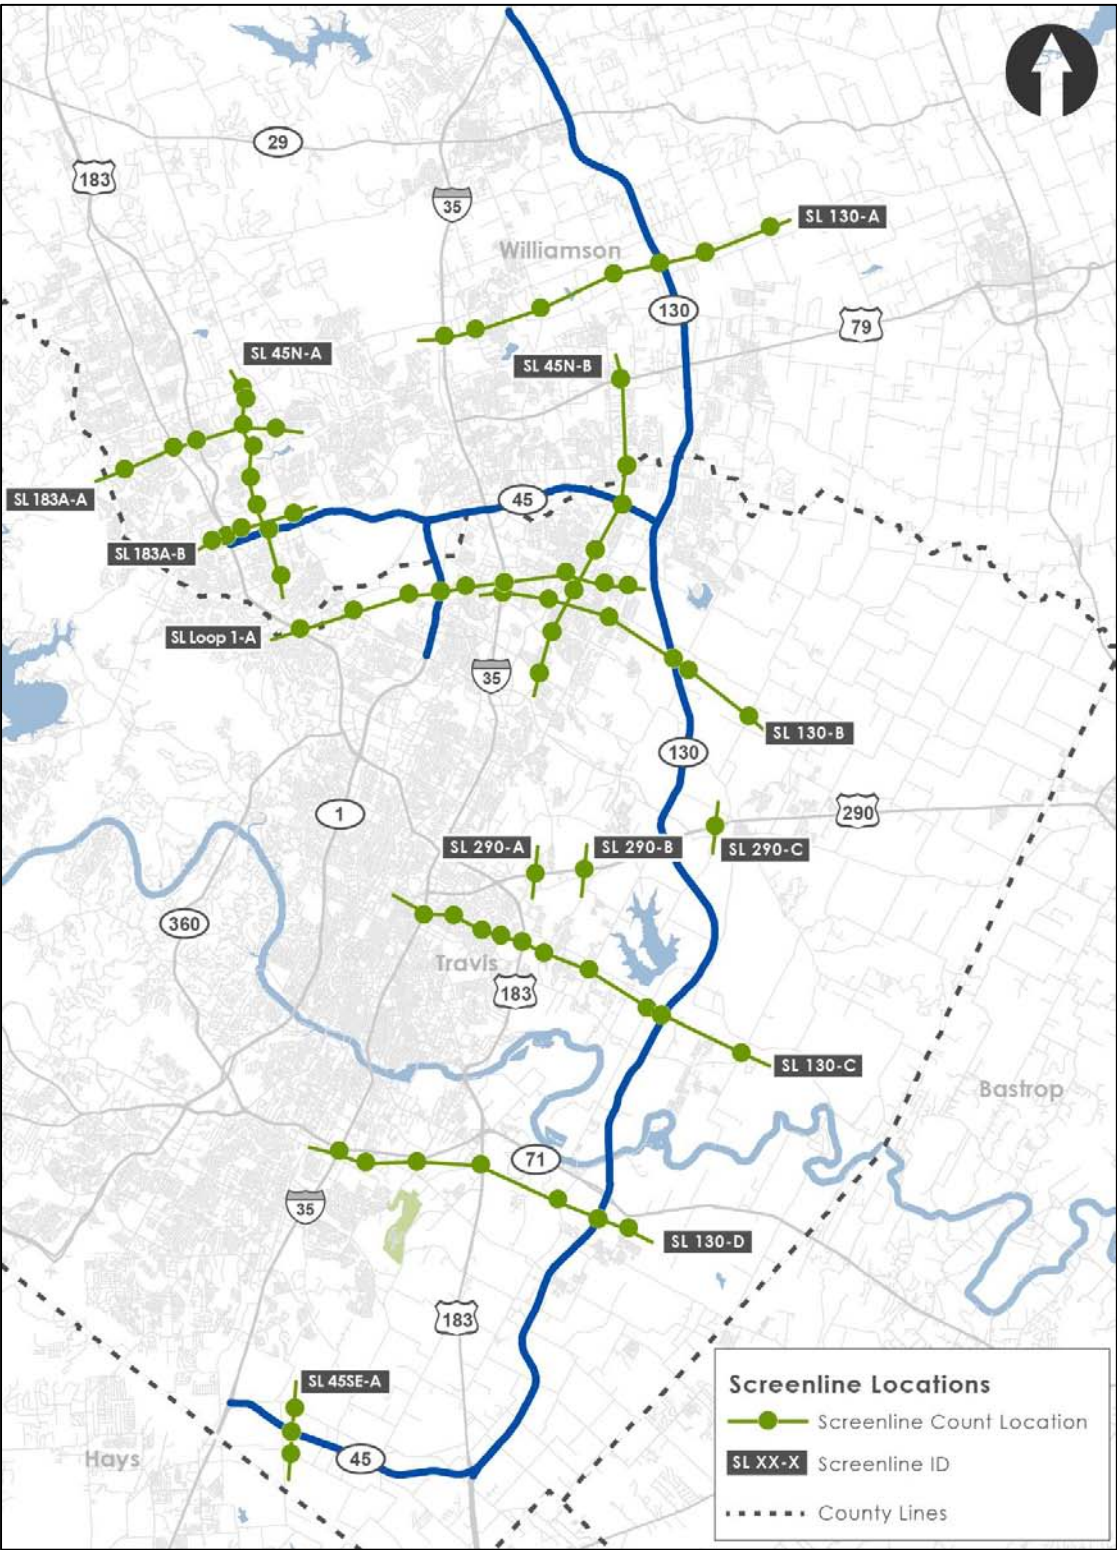 29
183
35
SL 130-A
Williamson
130
79
SL 45N-A
SL 45N-B
SL 183A-A
45
SL 183A-B
SL Loop 1-A
35
SL 130-B
130
1
290
SL 290-A
SL 290-B
SL 290-C
360
Travis
183
SL 130-C
Bastrop
71
35
SL 130-D
183
SL 45SE-A
Hays
45
Screenline Locations
Screenline Count Location
SL XX-X Screenline ID
County Lines